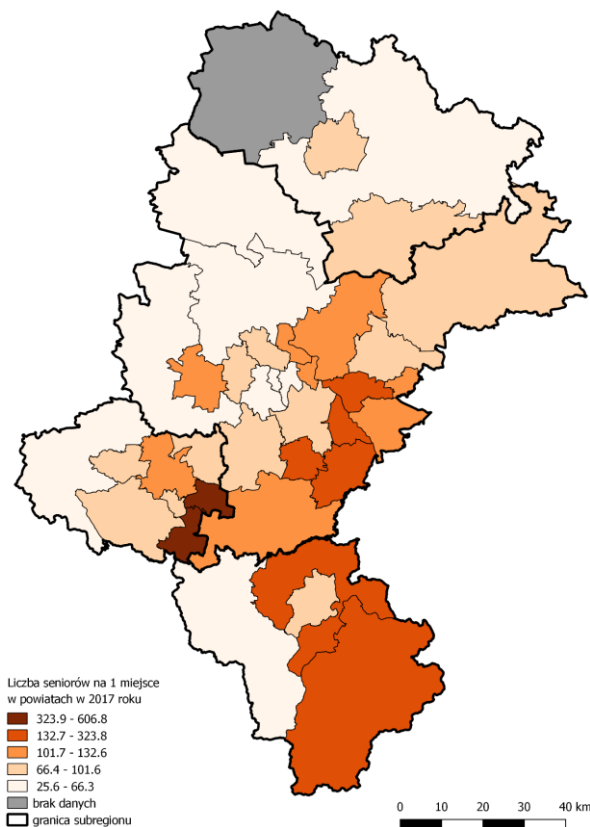 Liczba seniorów na 1 miejsce
w powiatach w 2017 roku
323.9 - 606.8
132.7 - 323.8
101.7 - 132.6
66.4 - 101.6
25.6 - 66.3
brak danych
granica subregionu
0 10 20 30 40 km